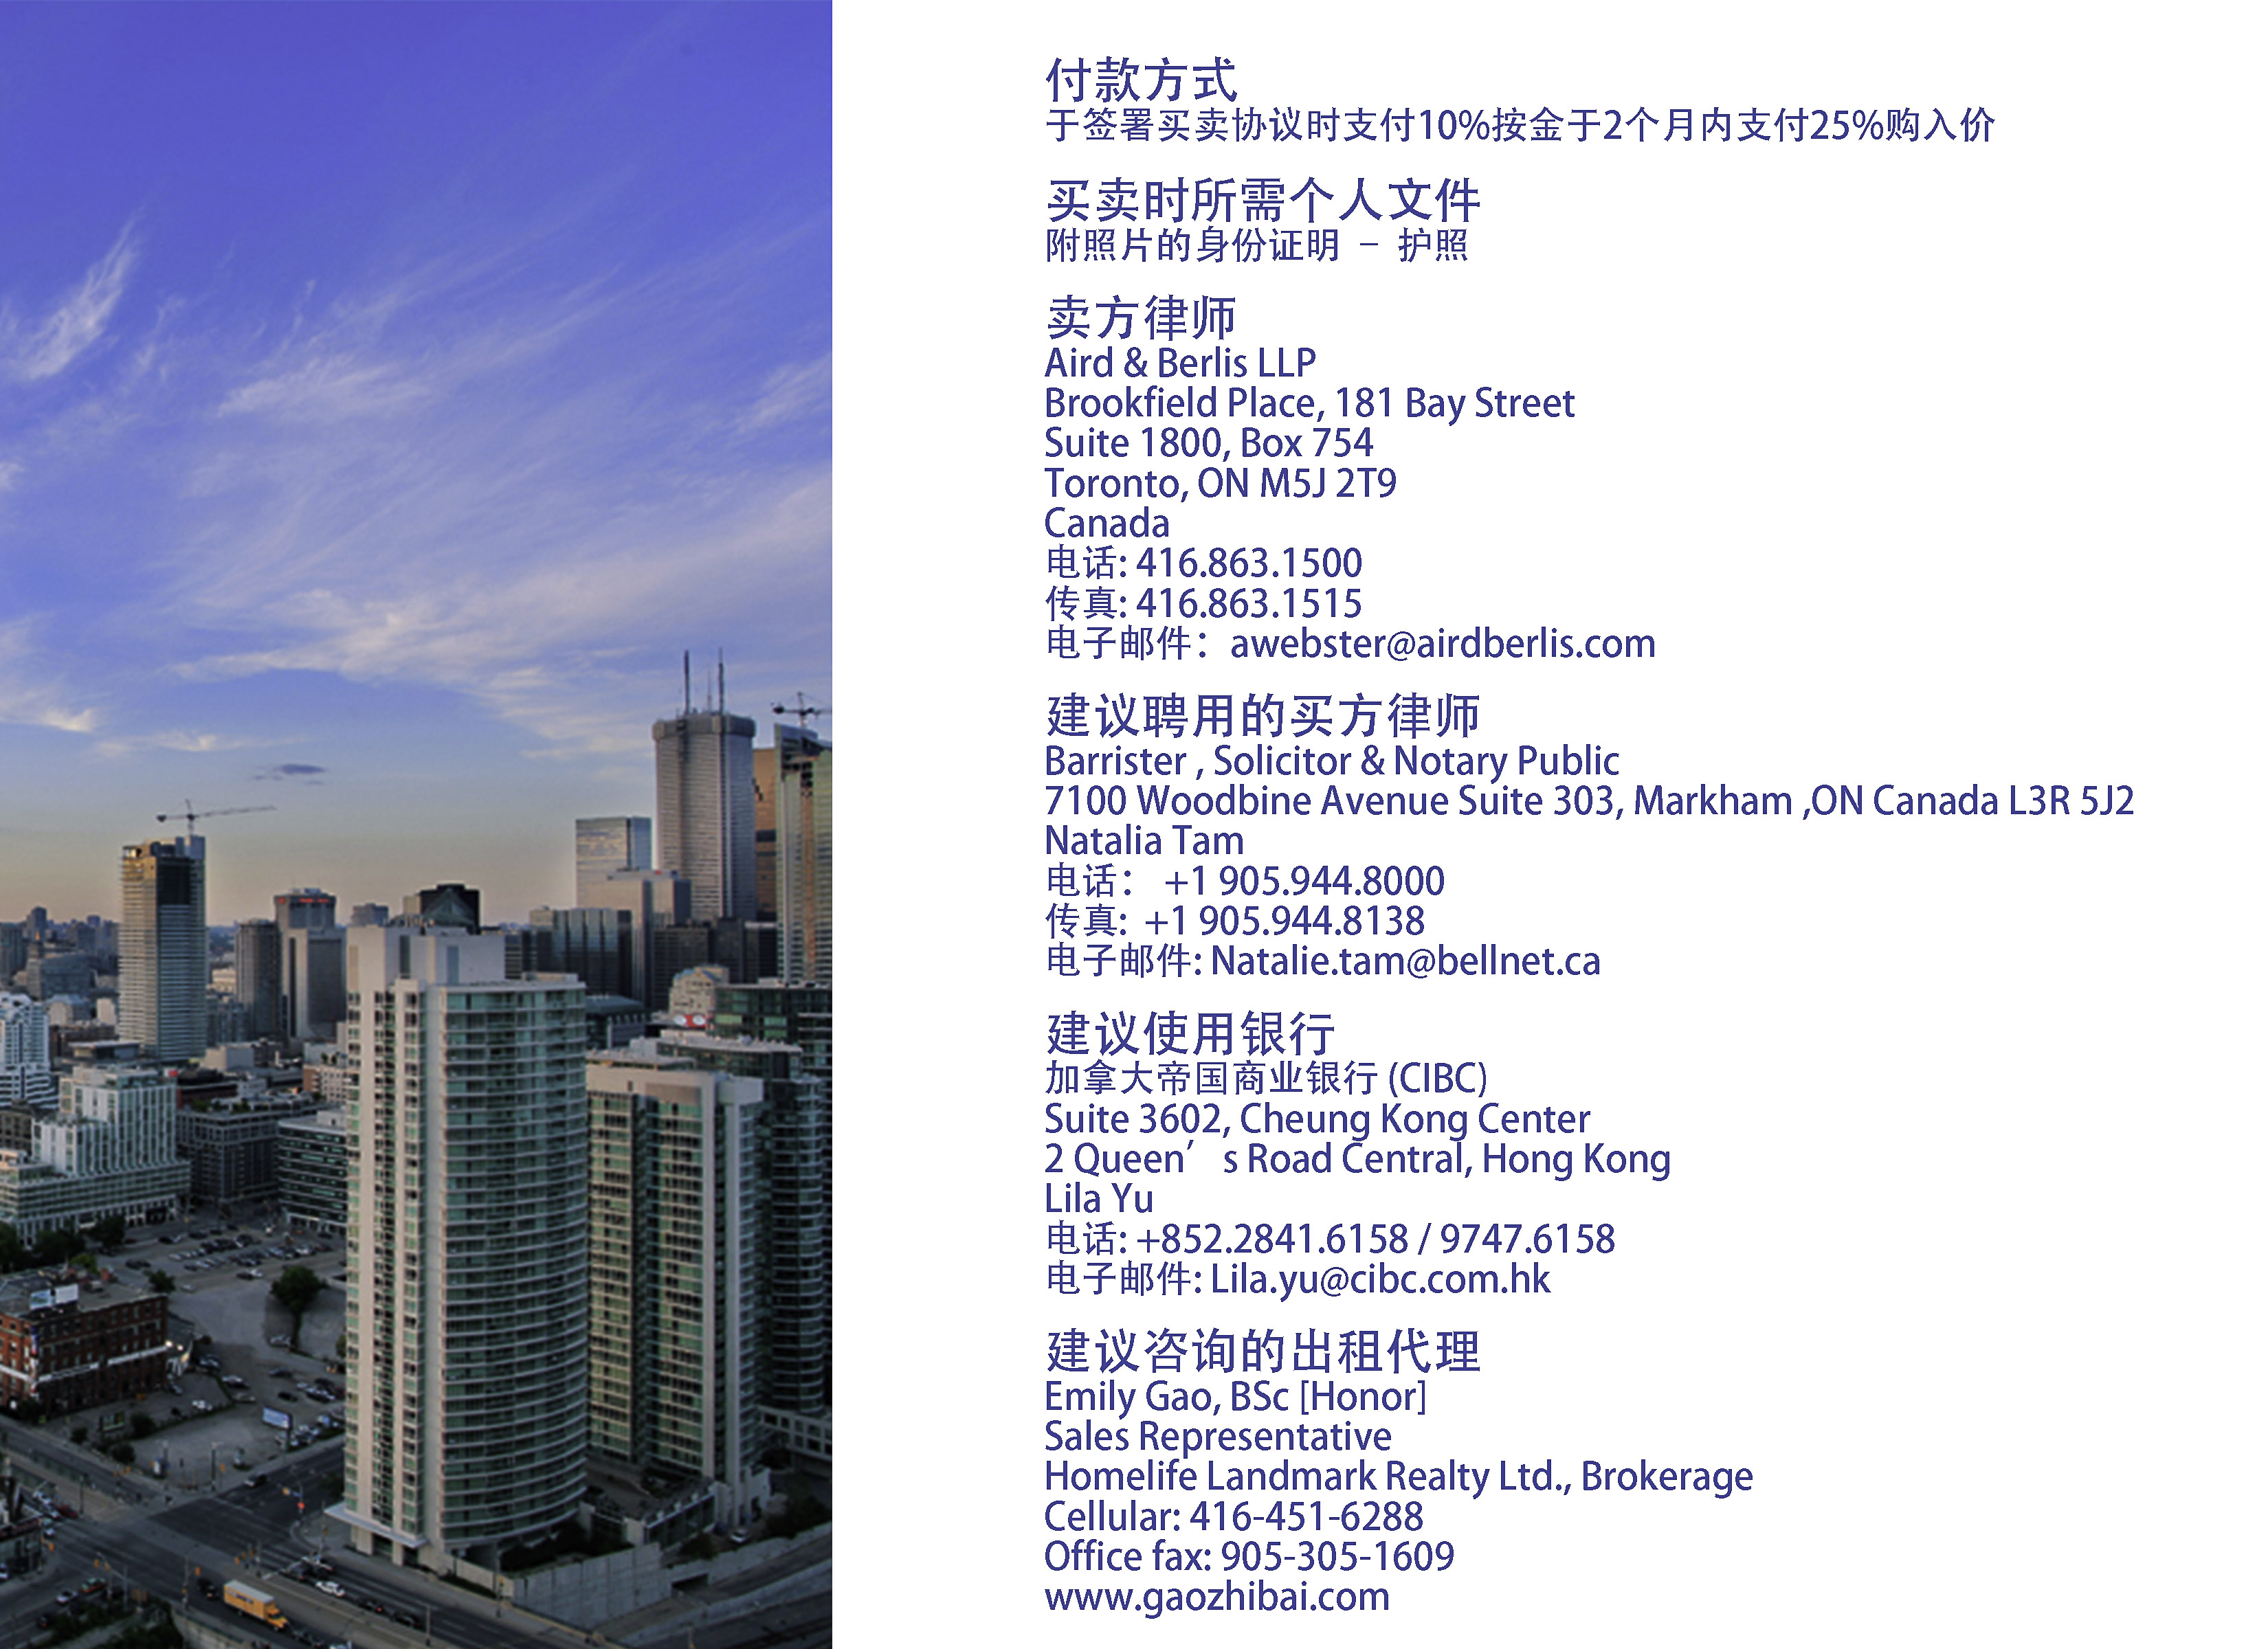 付款方式
于签署买卖协议时支付10%按金于2个月内支付25%购入价
买卖时所需个人文件
附照片的身份证明 - 护照
卖方律师
Aird & Berlis LLP
Brookfield Place, 181 Bay Street
Suite 1800, Box 754
Toronto, ON M5J 2T9
Canada
电话: 416.863.1500
传真: 416.863.1515
电子邮件：awebster@airdberlis.com
建议聘用的买方律师
Barrister , Solicitor & Notary Public
7100 Woodbine Avenue Suite 303, Markham ,ON Canada L3R 5J2
Natalia Tam
电话： +1 905.944.8000
传真: +1 905.944.8138
电子邮件: Natalie.tam@bellnet.ca
建议使用银行
加拿大帝国商业银行 (CIBC)
Suite 3602, Cheung Kong Center
2 Queen’s Road Central, Hong Kong
Lila Yu
电话: +852.2841.6158 / 9747.6158
电子邮件: Lila.yu@cibc.com.hk
建议咨询的出租代理
Emily Gao, BSc [Honor]
Sales Representative
Homelife Landmark Realty Ltd., Brokerage
Cellular: 416-451-6288
Office fax: 905-305-1609
www.gaozhibai.com